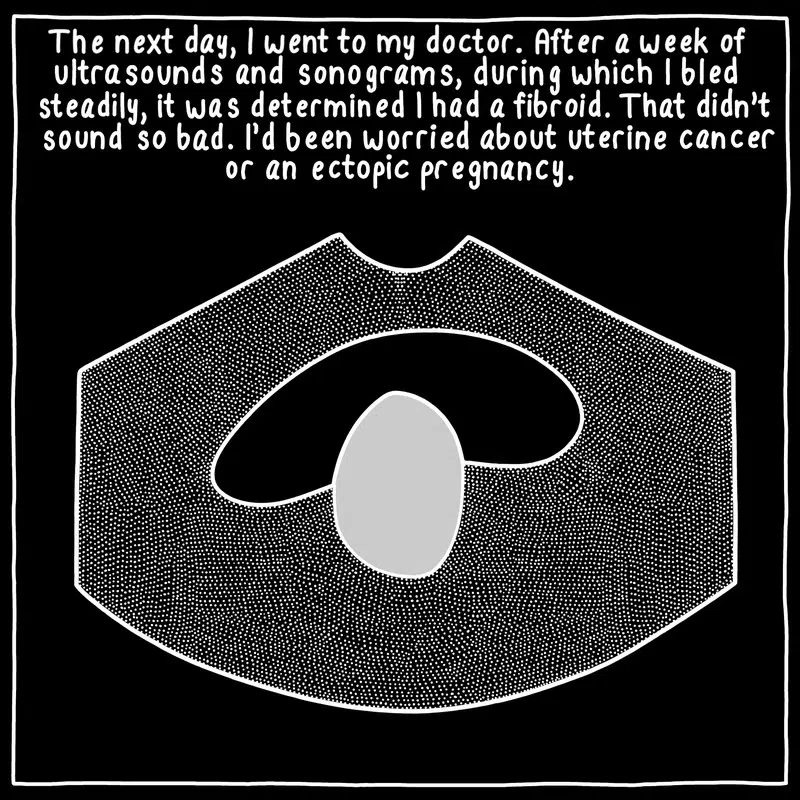 The next day, I went to my doctor. After a week of
ultrasounds and sonograms, during which I bled
steadily, it was determined I had a fibroid. That didn't
sound so bad. I'd been worried about uterine cancer
or an ectopic pregnancy.